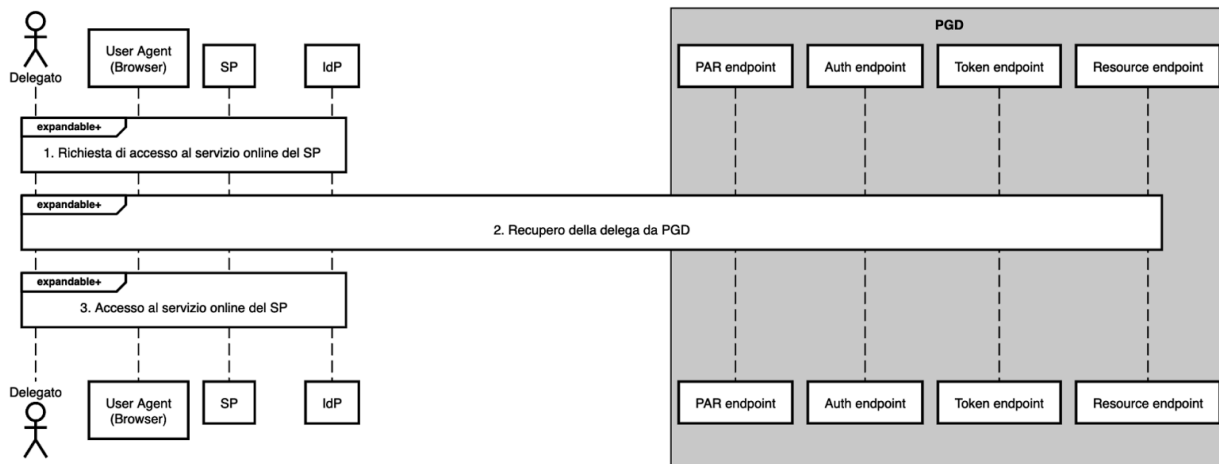 PGD
Delegato
User Agent
(Browser)
SP
IdP
PAR endpoint
Auth endpoint
Token endpoint
Resource endpoint
expandable+
1. Richiesta di accesso al servizio online del SP
expandable+
2. Recupero della delega da PGD
expandable+
3. Accesso al servizio online del SP
Delegato
User Agent
(Browser)
SP
IdP
PAR endpoint
Auth endpoint
Token endpoint
Resource endpoint